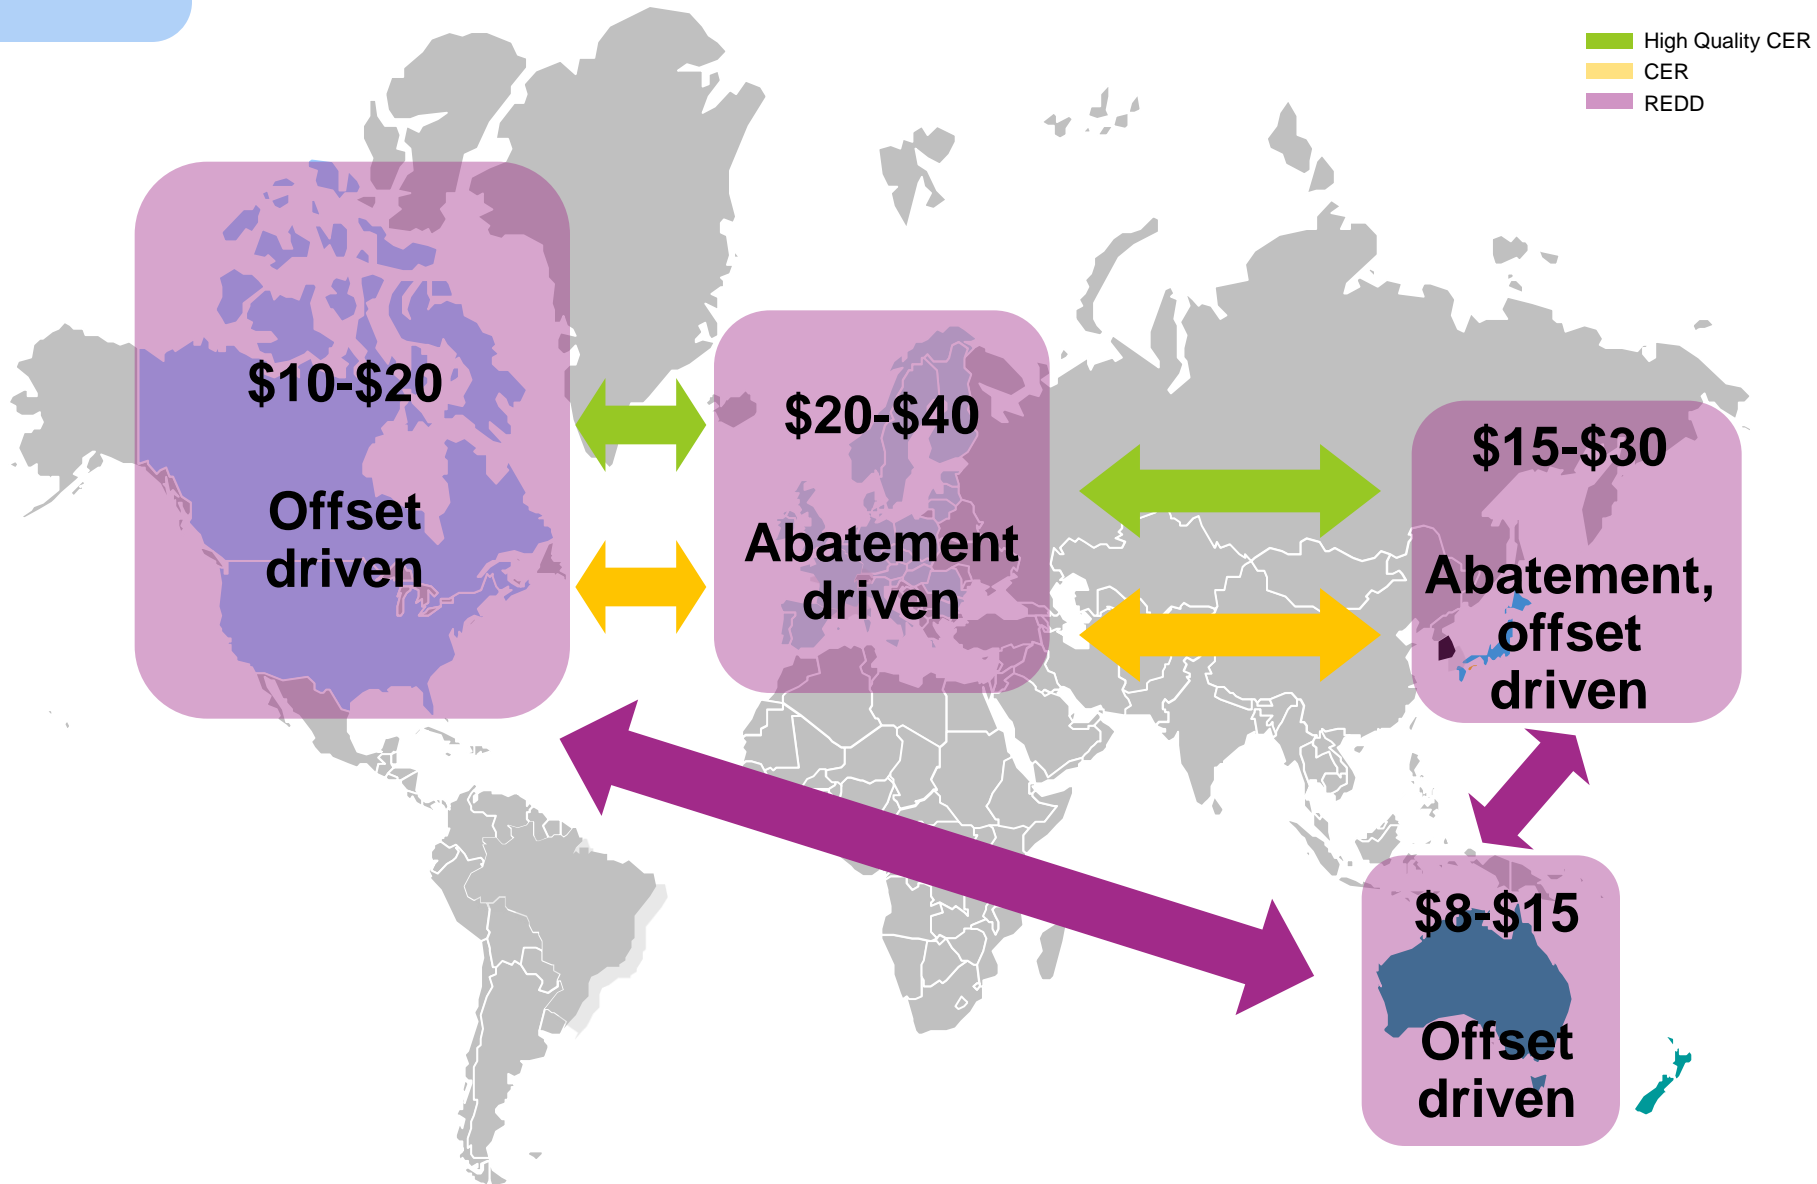 High Quality CER
CER
REDD
$10-$20
Offset
driven
$20-$40
Abatement
driven
$15-$30
Abatement,
offset
driven
$8-$15
Offset
driven